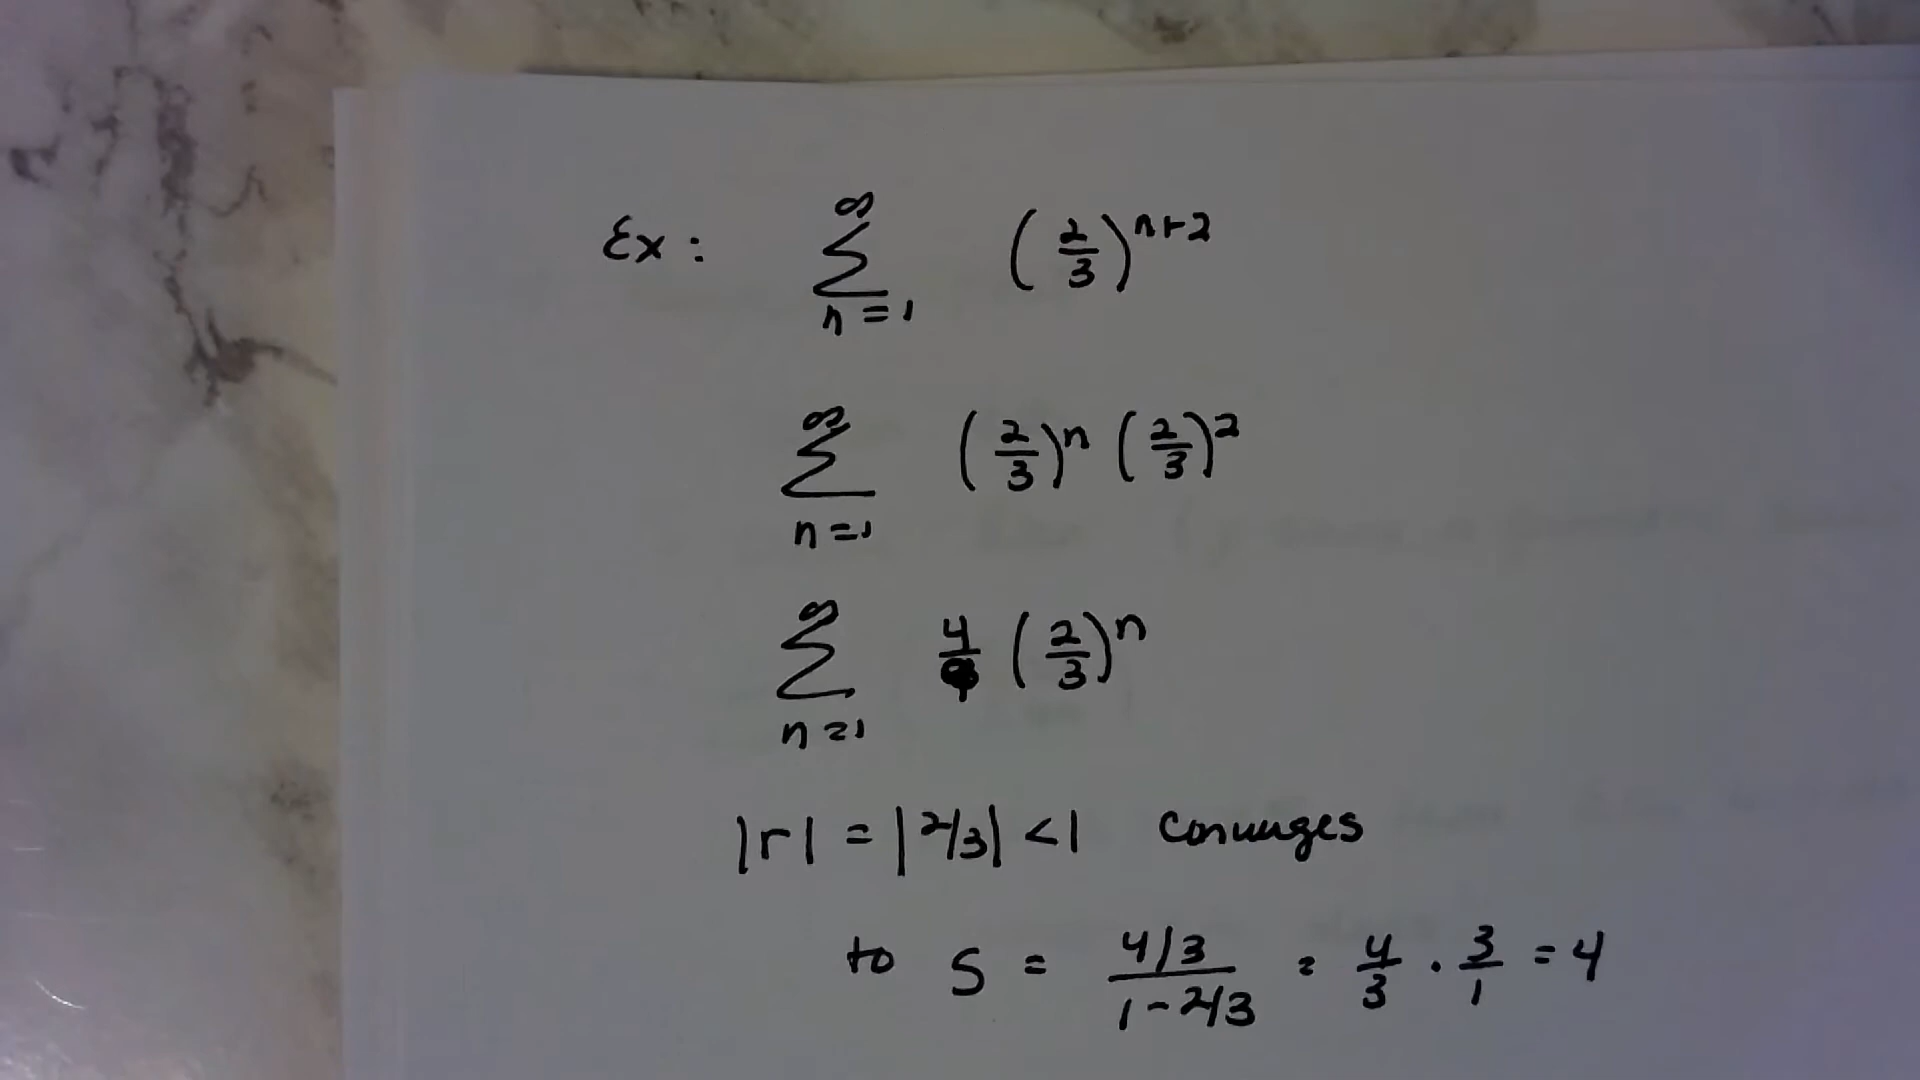 Ex: ∑_{n=1}^{∞} (2/3)^{n+2}
∑_{n=1}^{∞} (2/3)^n (2/3)^2
∑_{n=1}^{∞} 4/9 (2/3)^n
|r| = |2/3| < 1 converges
to S = (4/3)/(1 - 2/3) = 4/3 · 3/1 = 4